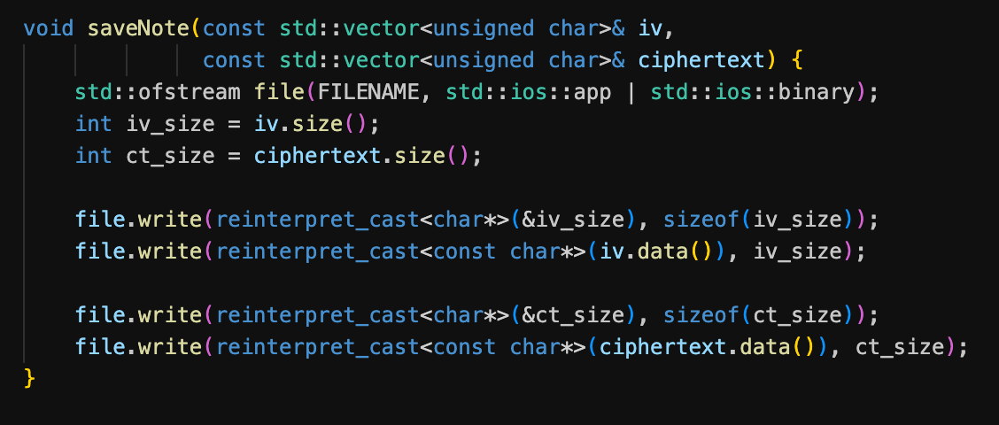 void saveNote(const std::vector<unsigned char>& iv,
              const std::vector<unsigned char>& ciphertext) {
    std::ofstream file(FILENAME, std::ios::app | std::ios::binary);
    int iv_size = iv.size();
    int ct_size = ciphertext.size();

    file.write(reinterpret_cast<char*>(&iv_size), sizeof(iv_size));
    file.write(reinterpret_cast<const char*>(iv.data()), iv_size);

    file.write(reinterpret_cast<char*>(&ct_size), sizeof(ct_size));
    file.write(reinterpret_cast<const char*>(ciphertext.data()), ct_size);
}